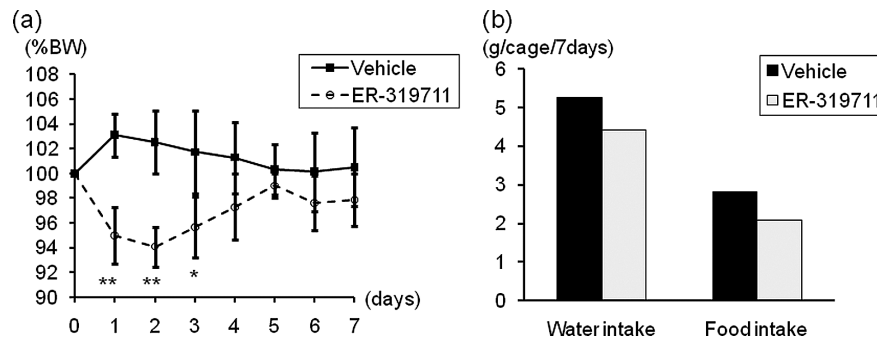 (a)
(%BW)
108
106
104
102
100
98
96
94
92
90
Vehicle
ER-319711
** ** *
0 1 2 3 4 5 6 7
(days)
(b)
(g/cage/7days)
6
5
4
3
2
1
0
Vehicle
ER-319711
Water intake Food intake